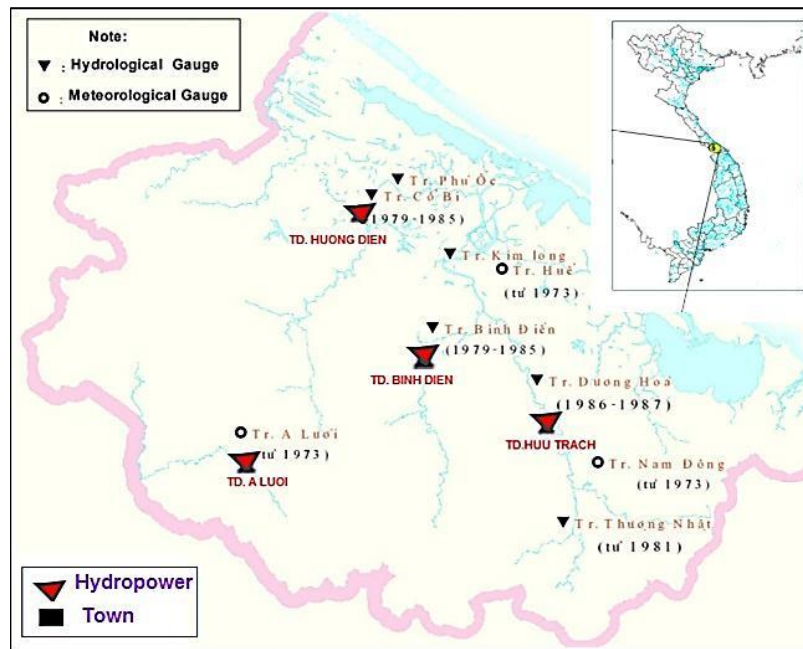 Note:
: Hydrological Gauge
: Meteorological Gauge
Tr. Phú Ốc
Tr. Cổ Bi
(1979-1985)
TD. HUONG DIEN
Tr. Kim long
Tr. Huế
(từ 1973)
Tr. Bình Điền
(1979-1985)
TD. BINH DIEN
Tr. Dương Hoà
(1986-1987)
TD.HUU TRACH
Tr. A Lưới
(từ 1973)
TD. A LUOI
Tr. Nam Đông
(từ 1973)
Tr. Thượng Nhật
(từ 1981)
Hydropower
Town